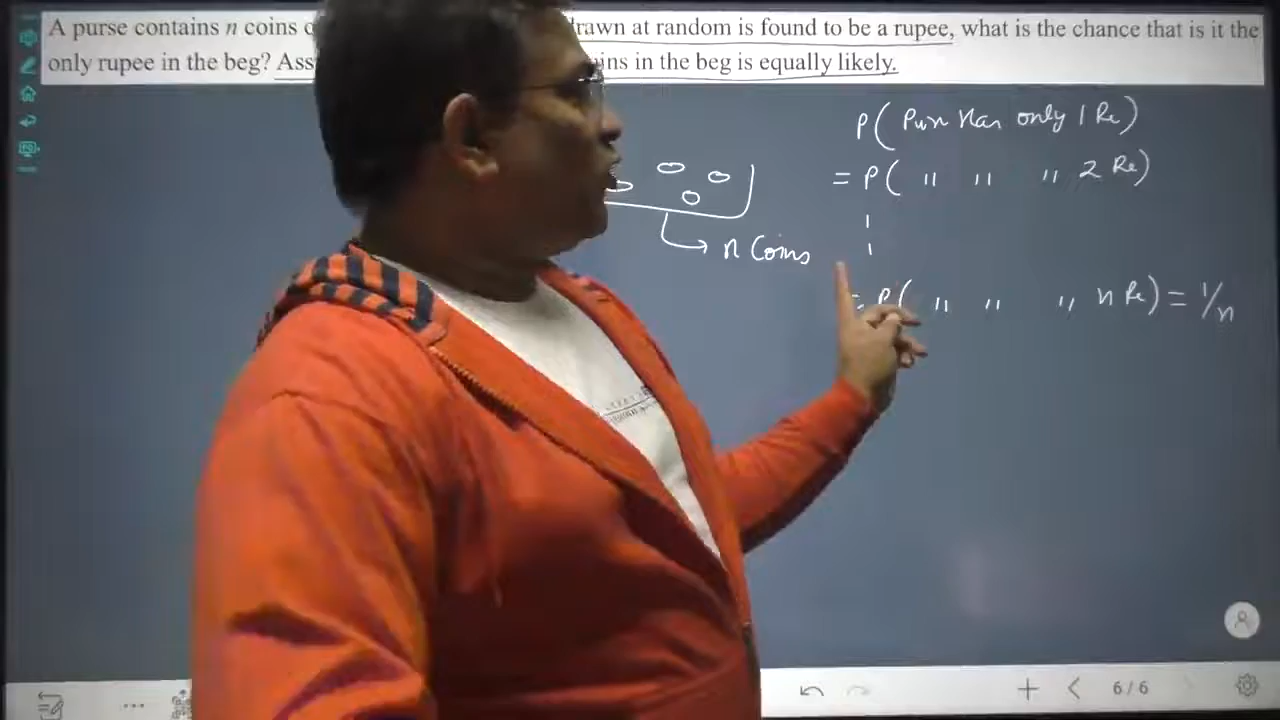 A purse contains n coins rawn at random is found to be a rupee, what is the chance that is it the
only rupee in the beg? Ass ins in the beg is equally likely.
P( Purse has only 1 Re)
= P( " " " 2 Re)
n Coins
= P( " " " n Re) = 1/n
6/6